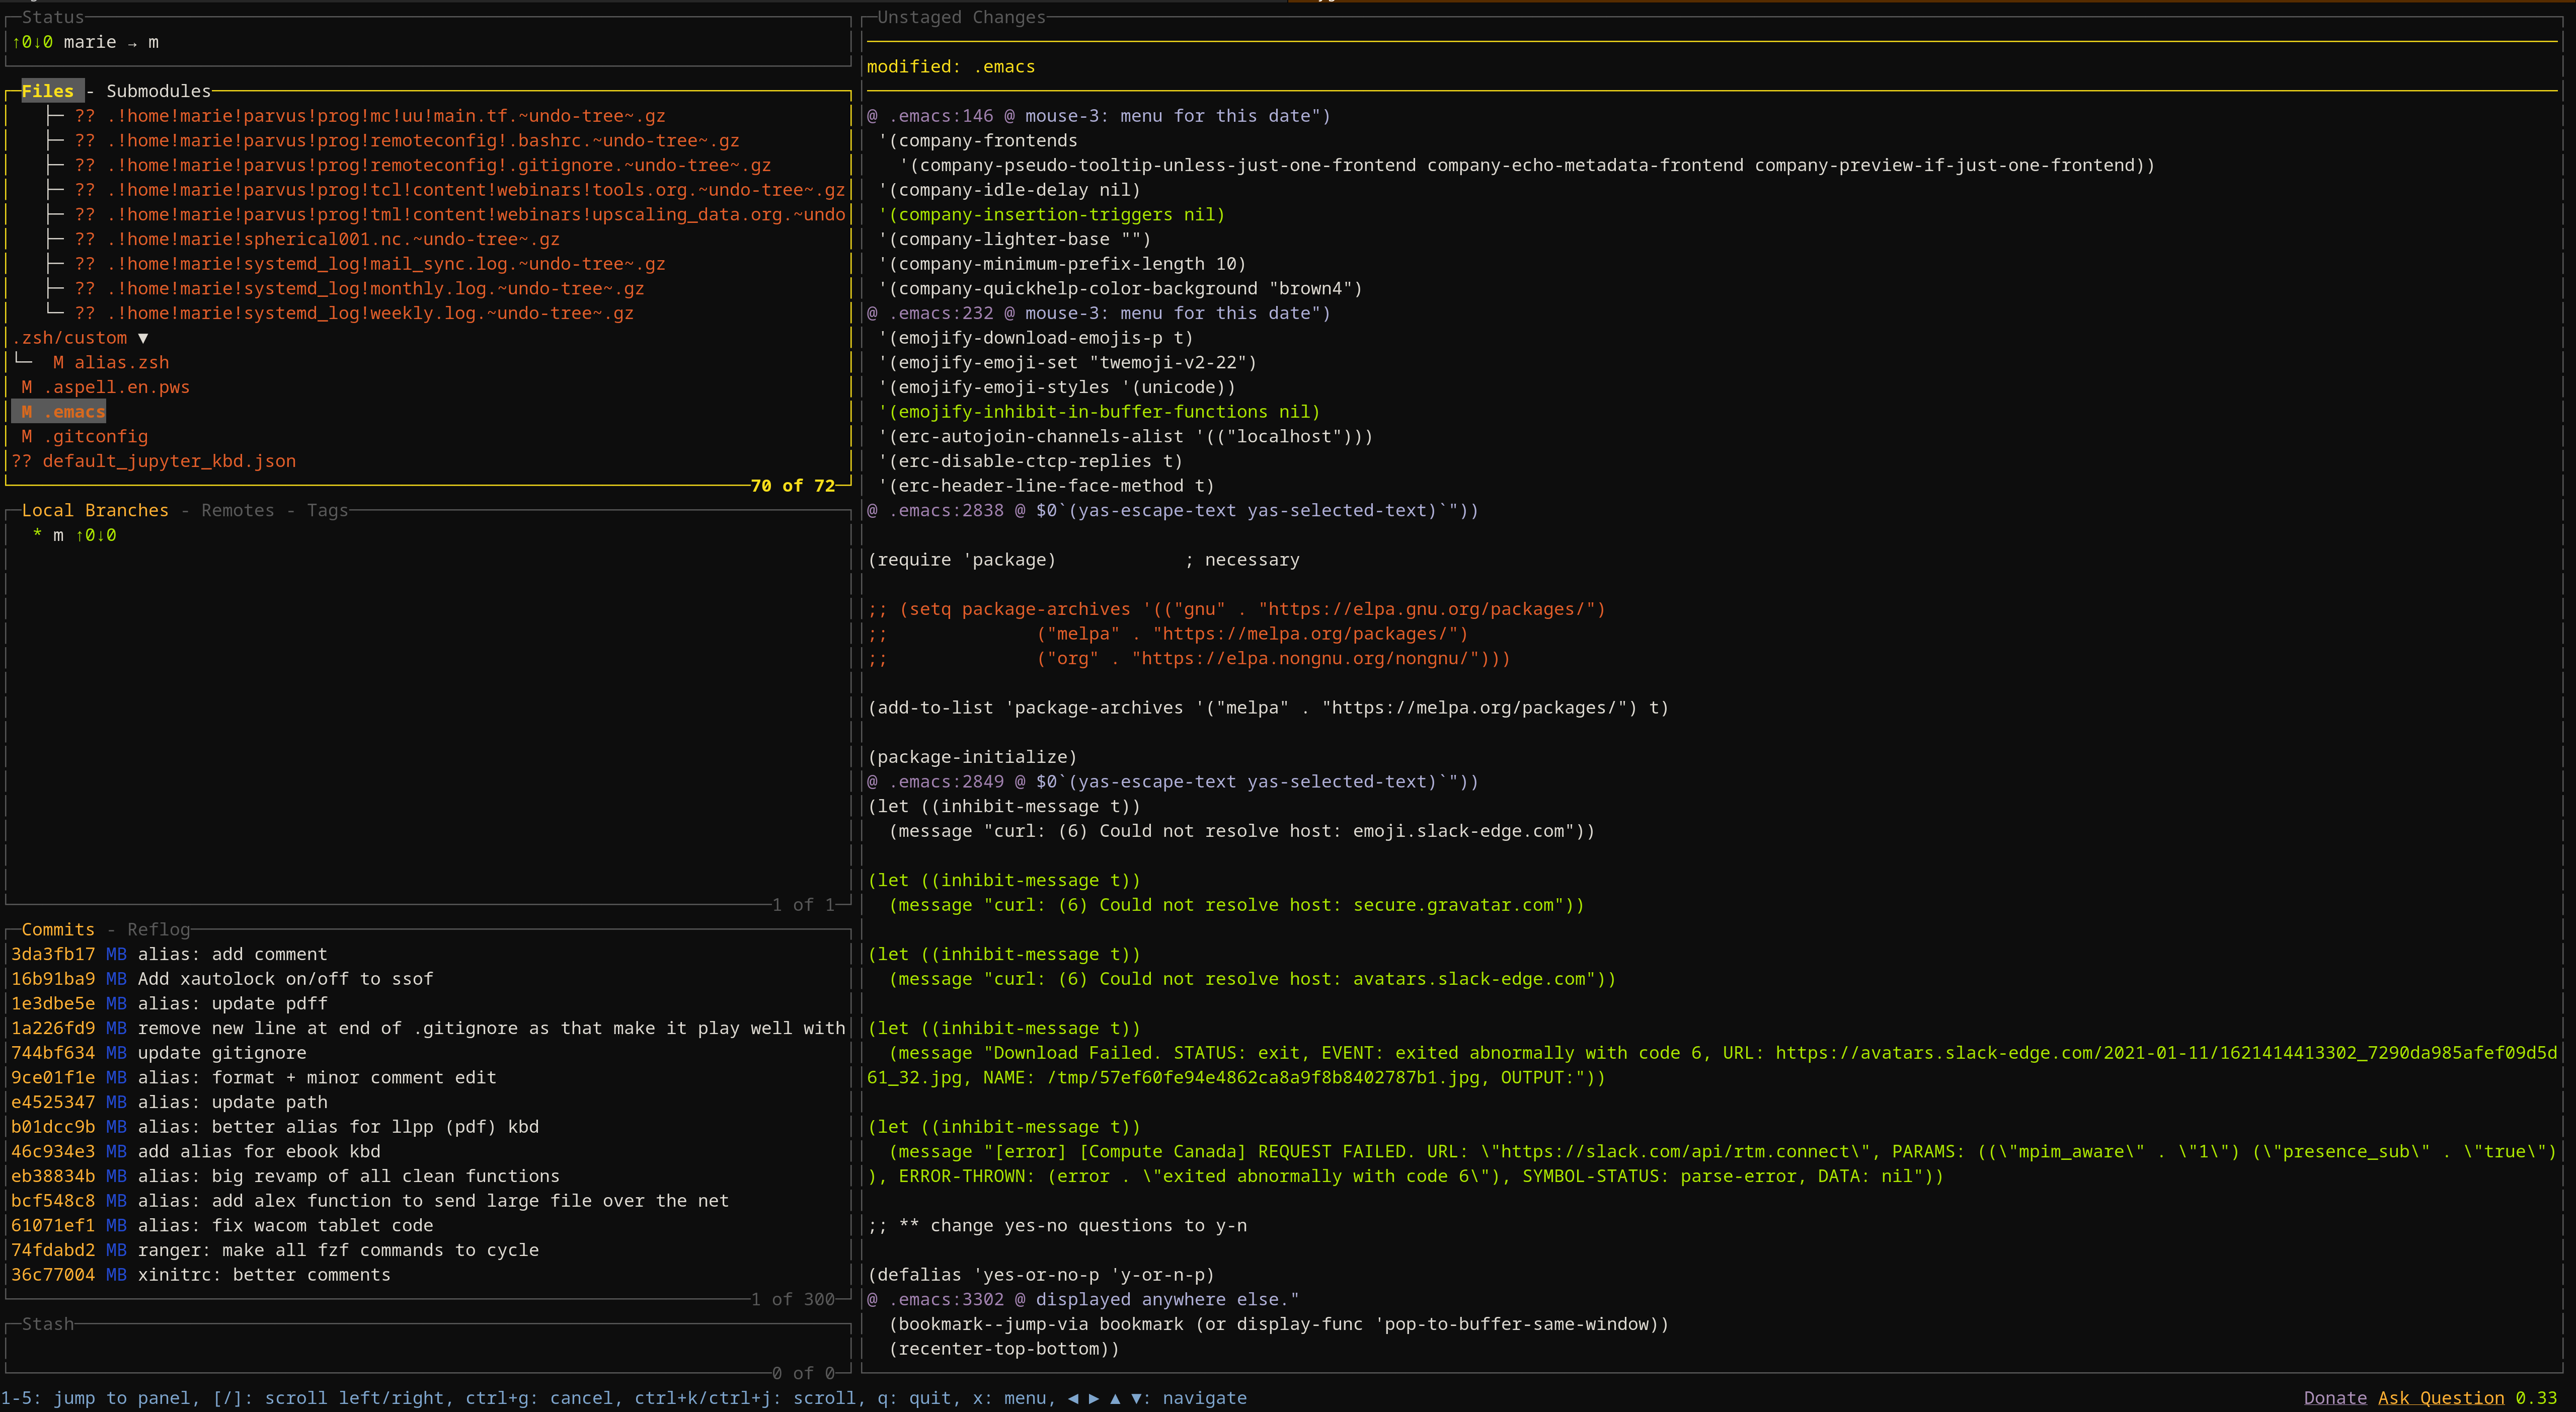 Status
↑0↓0 marie → m
Files - Submodules
├─ ?? .!home!marie!parvus!prog!mc!uu!main.tf.~undo-tree~.gz
├─ ?? .!home!marie!parvus!prog!remoteconfig!.bashrc.~undo-tree~.gz
├─ ?? .!home!marie!parvus!prog!remoteconfig!.gitignore.~undo-tree~.gz
├─ ?? .!home!marie!parvus!prog!tcl!content!webinars!tools.org.~undo-tree~.gz
├─ ?? .!home!marie!parvus!prog!tml!content!webinars!upscaling_data.org.~undo
├─ ?? .!home!marie!spherical001.nc.~undo-tree~.gz
├─ ?? .!home!marie!systemd_log!mail_sync.log.~undo-tree~.gz
├─ ?? .!home!marie!systemd_log!monthly.log.~undo-tree~.gz
└─ ?? .!home!marie!systemd_log!weekly.log.~undo-tree~.gz
.zsh/custom ▼
└─  M alias.zsh
M .aspell.en.pws
M .emacs
M .gitconfig
?? default_jupyter_kbd.json
70 of 72
Local Branches - Remotes - Tags
* m ↑0↓0
1 of 1
Commits - Reflog
3da3fb17 MB alias: add comment
16b91ba9 MB Add xautolock on/off to ssof
1e3dbe5e MB alias: update pdff
1a226fd9 MB remove new line at end of .gitignore as that make it play well with
744bf634 MB update gitignore
9ce01f1e MB alias: format + minor comment edit
e4525347 MB alias: update path
b01dcc9b MB alias: better alias for llpp (pdf) kbd
46c934e3 MB add alias for ebook kbd
eb38834b MB alias: big revamp of all clean functions
bcf548c8 MB alias: add alex function to send large file over the net
61071ef1 MB alias: fix wacom tablet code
74fdabd2 MB ranger: make all fzf commands to cycle
36c77004 MB xinitrc: better comments
1 of 300
Stash
0 of 0
Unstaged Changes
modified: .emacs
@ .emacs:146 @ mouse-3: menu for this date")
'(company-frontends
'(company-pseudo-tooltip-unless-just-one-frontend company-echo-metadata-frontend company-preview-if-just-one-frontend))
'(company-idle-delay nil)
'(company-insertion-triggers nil)
'(company-lighter-base "")
'(company-minimum-prefix-length 10)
'(company-quickhelp-color-background "brown4")
@ .emacs:232 @ mouse-3: menu for this date")
'(emojify-download-emojis-p t)
'(emojify-emoji-set "twemoji-v2-22")
'(emojify-emoji-styles '(unicode))
'(emojify-inhibit-in-buffer-functions nil)
'(erc-autojoin-channels-alist '(("localhost")))
'(erc-disable-ctcp-replies t)
'(erc-header-line-face-method t)
@ .emacs:2838 @ $0`(yas-escape-text yas-selected-text)`"))
(require 'package)            ; necessary
;; (setq package-archives '(("gnu" . "https://elpa.gnu.org/packages/")
;;              ("melpa" . "https://melpa.org/packages/")
;;              ("org" . "https://elpa.nongnu.org/nongnu/")))
(add-to-list 'package-archives '("melpa" . "https://melpa.org/packages/") t)
(package-initialize)
@ .emacs:2849 @ $0`(yas-escape-text yas-selected-text)`"))
(let ((inhibit-message t))
(message "curl: (6) Could not resolve host: emoji.slack-edge.com"))
(let ((inhibit-message t))
(message "curl: (6) Could not resolve host: secure.gravatar.com"))
(let ((inhibit-message t))
(message "curl: (6) Could not resolve host: avatars.slack-edge.com"))
(let ((inhibit-message t))
(message "Download Failed. STATUS: exit, EVENT: exited abnormally with code 6, URL: https://avatars.slack-edge.com/2021-01-11/1621414413302_7290da985afef09d5d
61_32.jpg, NAME: /tmp/57ef60fe94e4862ca8a9f8b8402787b1.jpg, OUTPUT:"))
(let ((inhibit-message t))
(message "[error] [Compute Canada] REQUEST FAILED. URL: \"https://slack.com/api/rtm.connect\", PARAMS: ((\"mpim_aware\" . \"1\") (\"presence_sub\" . \"true\")
), ERROR-THROWN: (error . \"exited abnormally with code 6\"), SYMBOL-STATUS: parse-error, DATA: nil"))
;; ** change yes-no questions to y-n
(defalias 'yes-or-no-p 'y-or-n-p)
@ .emacs:3302 @ displayed anywhere else."
(bookmark--jump-via bookmark (or display-func 'pop-to-buffer-same-window))
(recenter-top-bottom))
1-5: jump to panel, [/]: scroll left/right, ctrl+g: cancel, ctrl+k/ctrl+j: scroll, q: quit, x: menu, ◄ ► ▲ ▼: navigate
Donate Ask Question 0.33